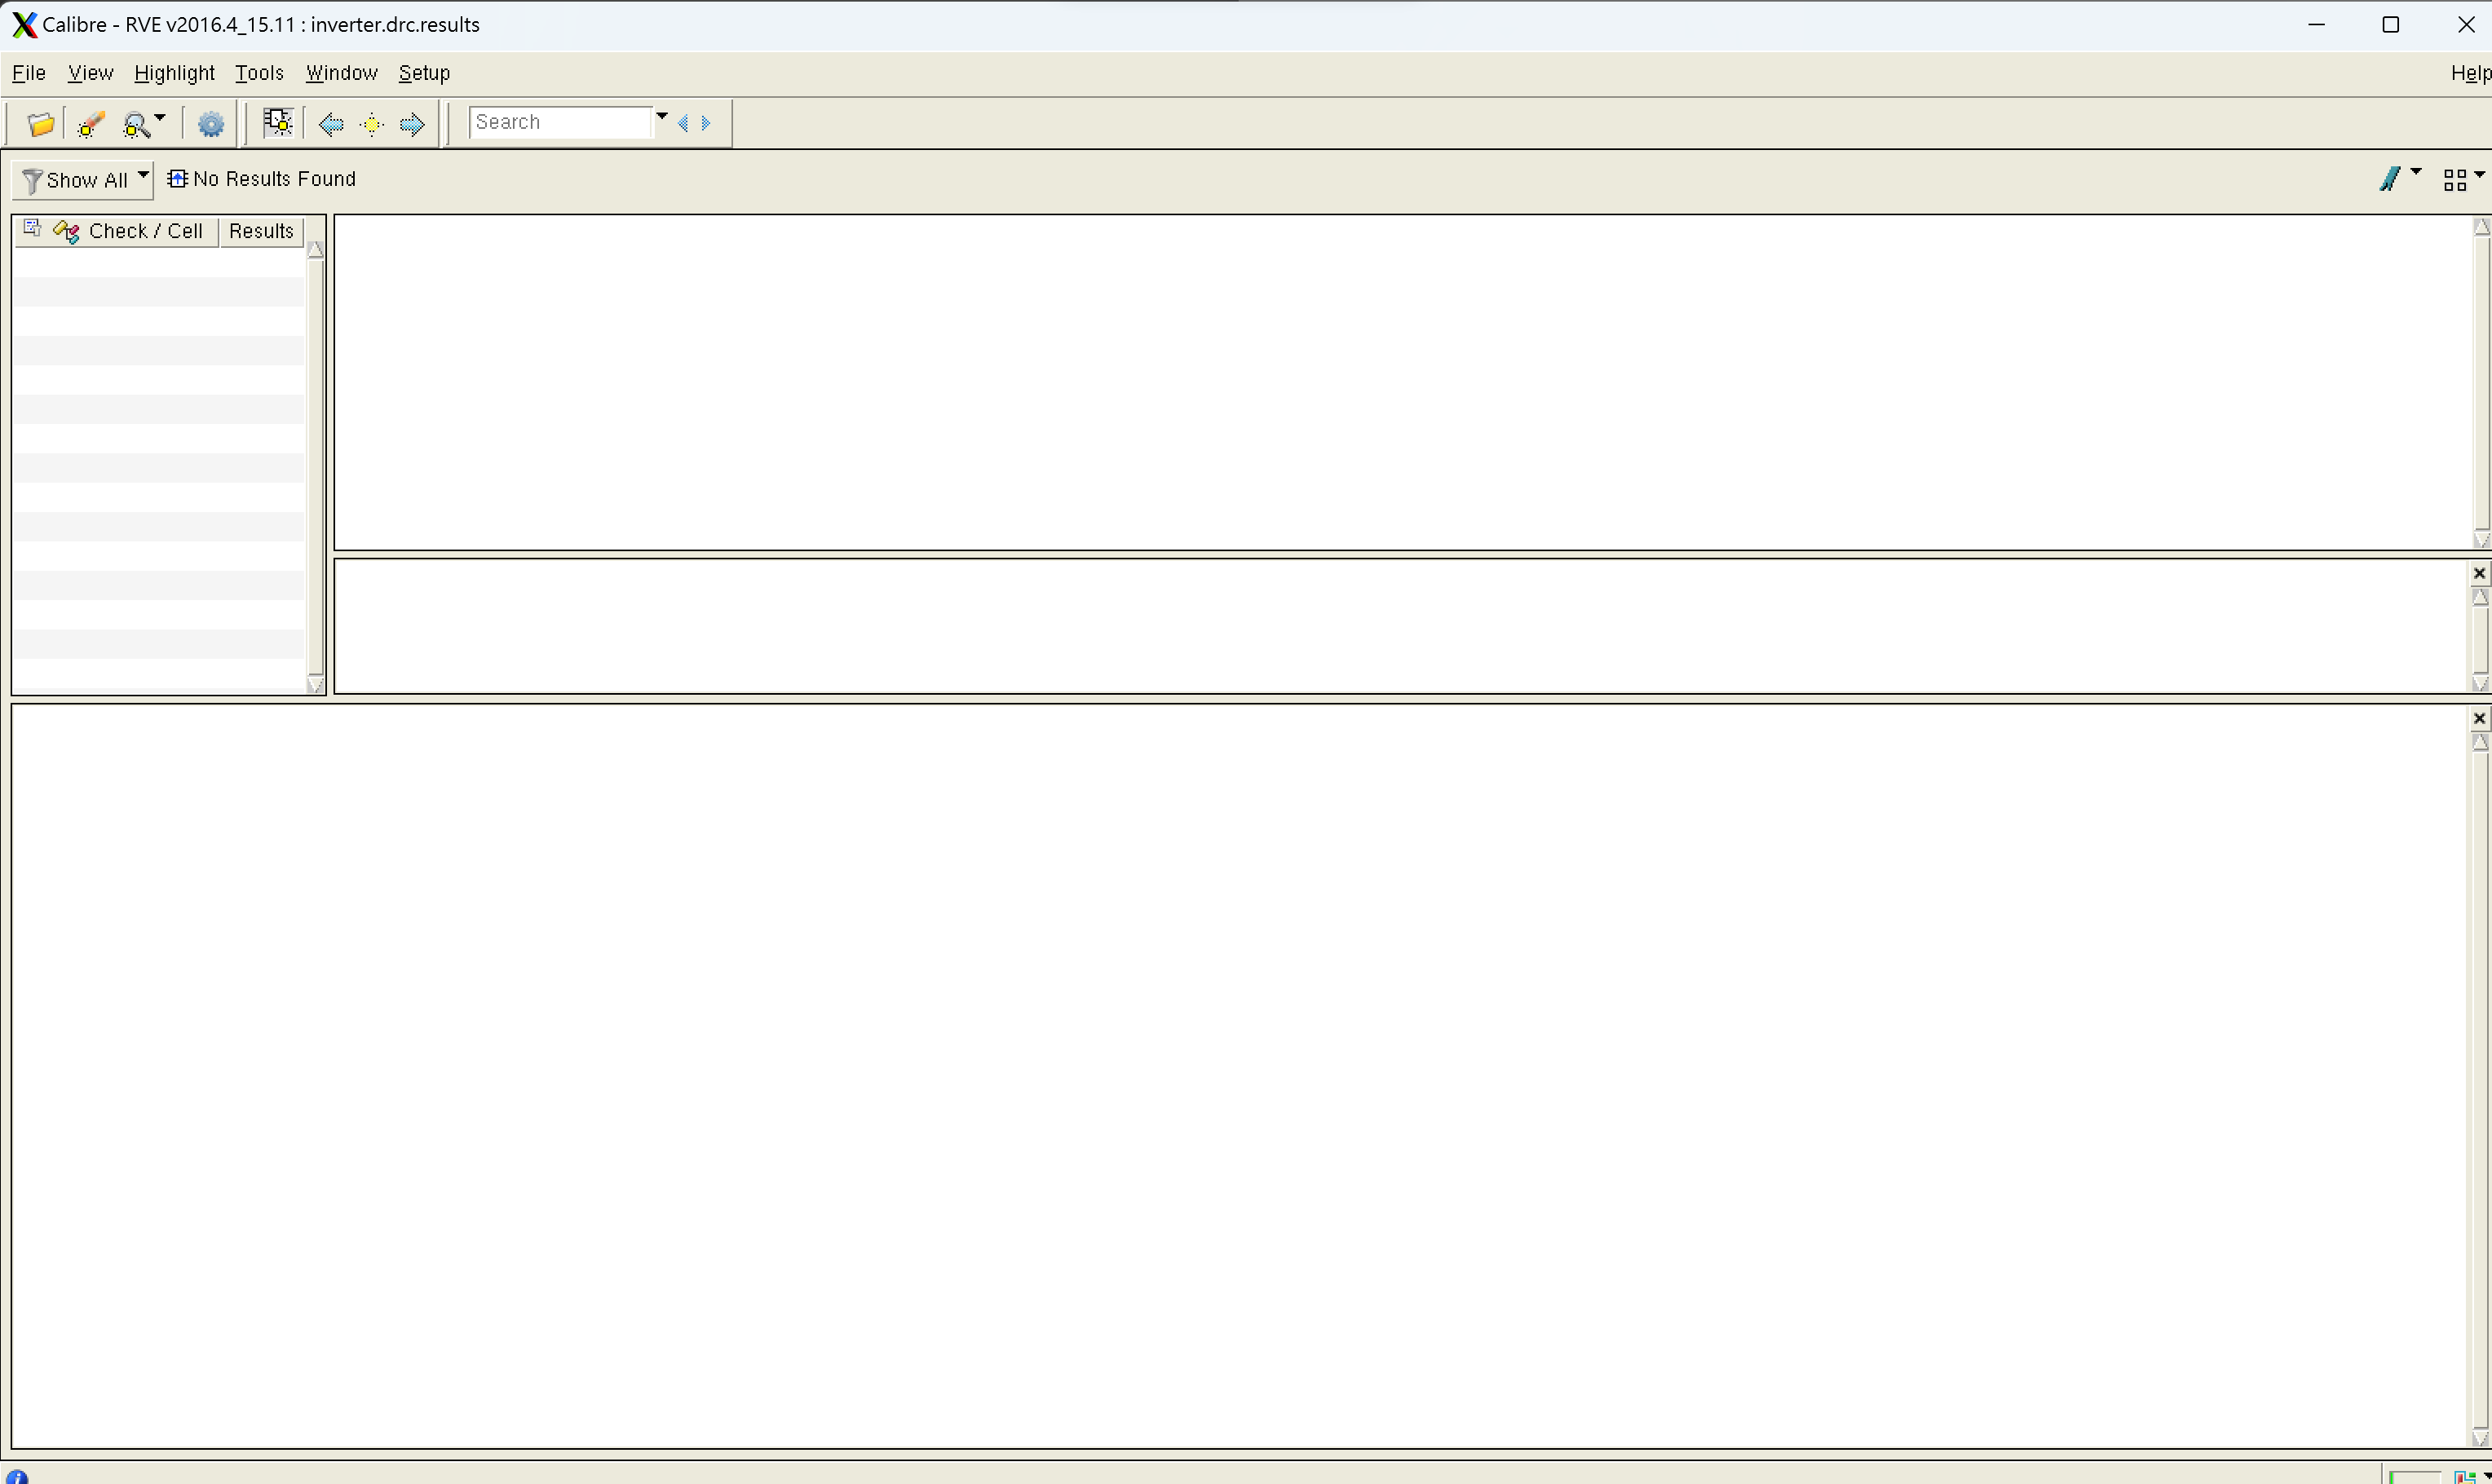 Calibre - RVE v2016.4_15.11 : inverter.drc.results
File View Highlight Tools Window Setup Help
Search
Show All No Results Found
Check / Cell Results